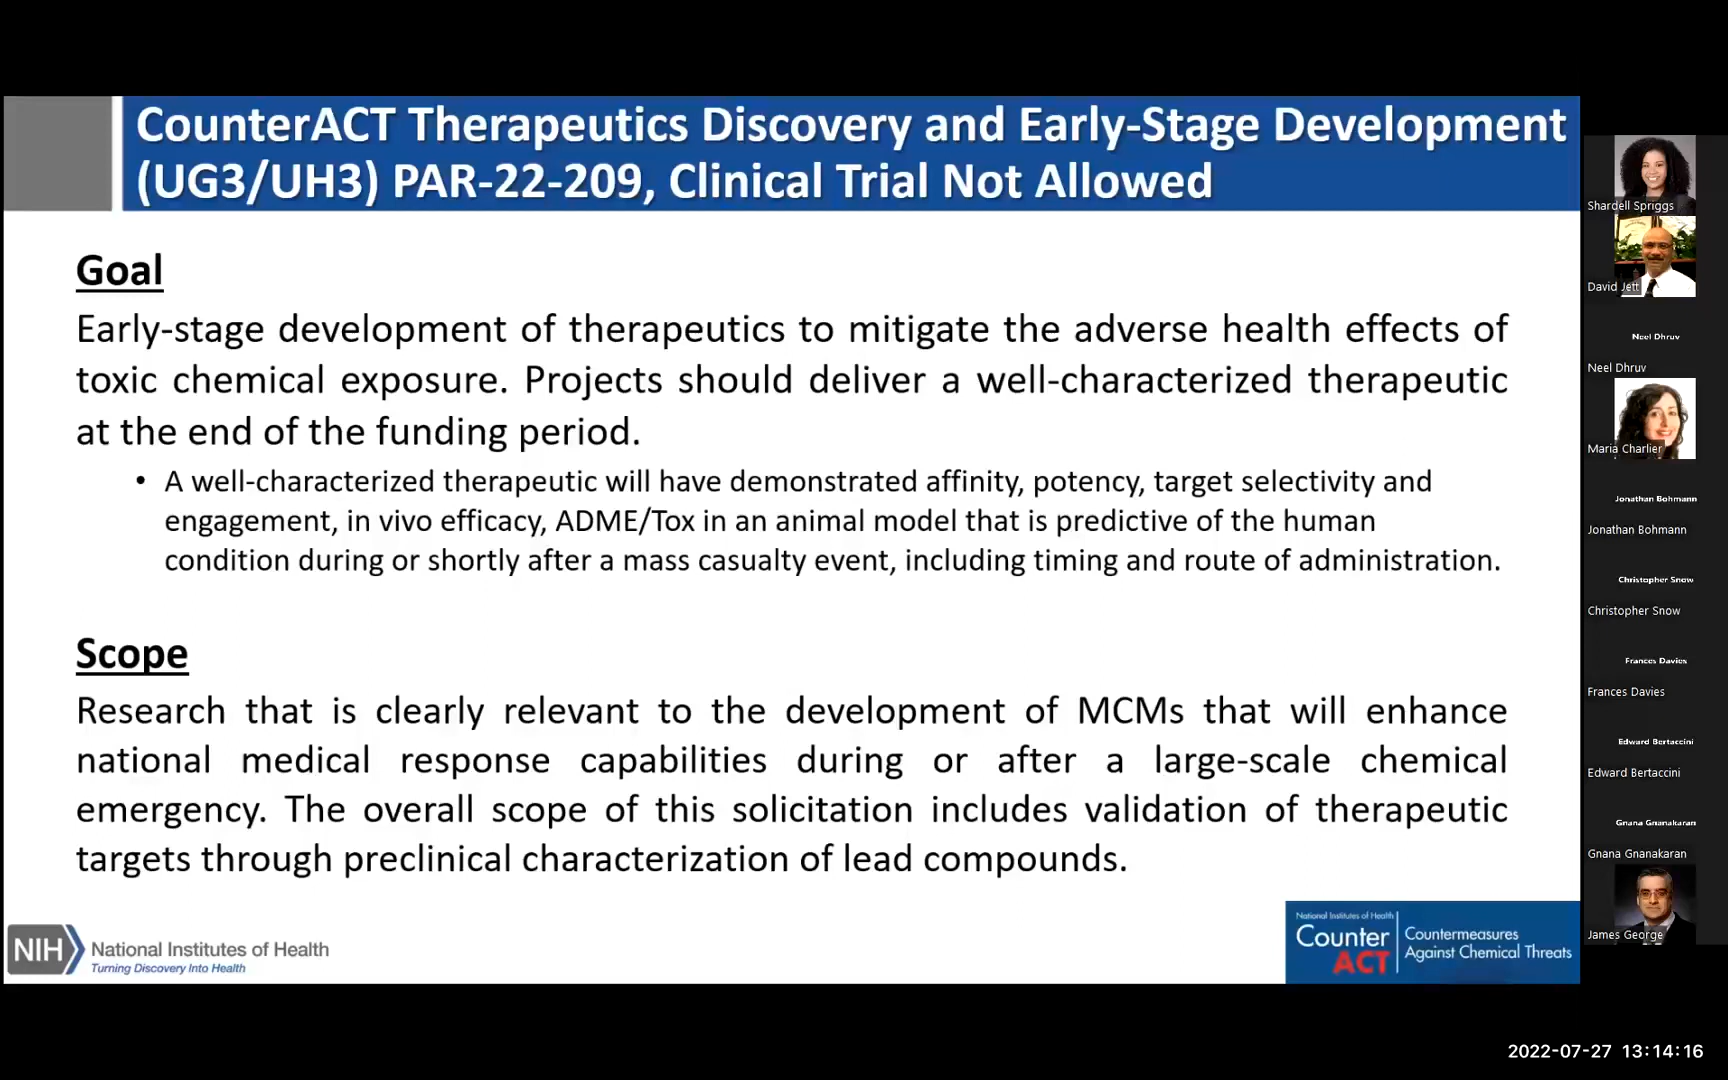 CounterACT Therapeutics Discovery and Early-Stage Development
(UG3/UH3) PAR-22-209, Clinical Trial Not Allowed
Goal
Early-stage development of therapeutics to mitigate the adverse health effects of
toxic chemical exposure. Projects should deliver a well-characterized therapeutic
at the end of the funding period.
• A well-characterized therapeutic will have demonstrated affinity, potency, target selectivity and
engagement, in vivo efficacy, ADME/Tox in an animal model that is predictive of the human
condition during or shortly after a mass casualty event, including timing and route of administration.
Scope
Research that is clearly relevant to the development of MCMs that will enhance
national medical response capabilities during or after a large-scale chemical
emergency. The overall scope of this solicitation includes validation of therapeutic
targets through preclinical characterization of lead compounds.
NIH
National Institutes of Health
Turning Discovery Into Health
National Institutes of Health
Counter
ACT
Countermeasures
Against Chemical Threats
Shardell Spriggs
David Jett
Neel Dhruv
Neel Dhruv
Maria Charlier
Jonathan Bohmann
Jonathan Bohmann
Christopher Snow
Christopher Snow
Frances Davies
Frances Davies
Edward Bertaccini
Edward Bertaccini
Gnana Gnanakaran
Gnana Gnanakaran
James George
2022-07-27 13:14:16